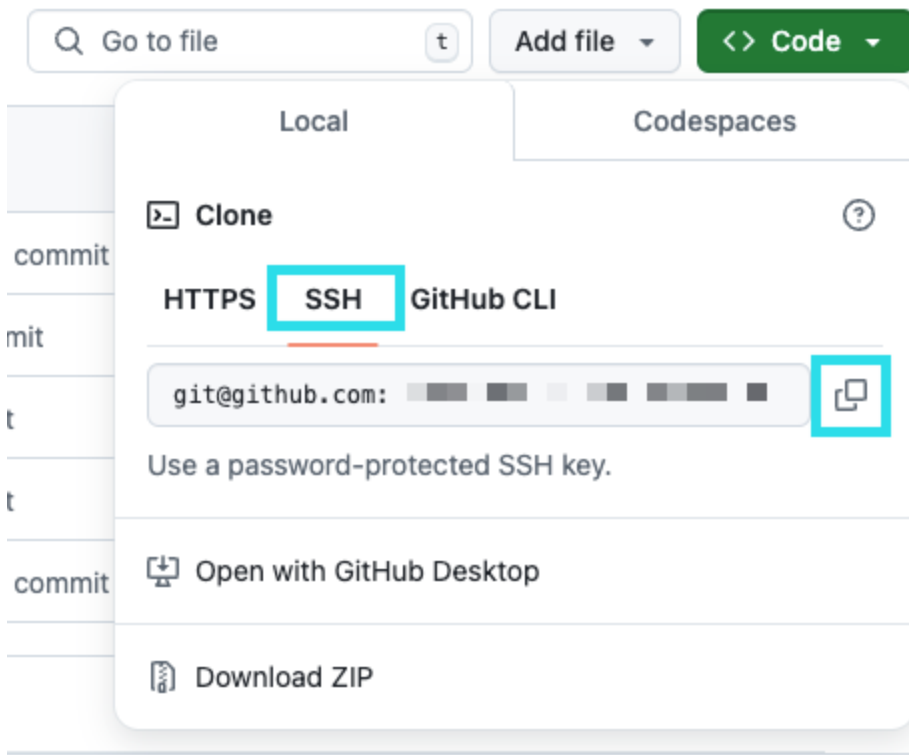 Go to file t Add file <> Code
Local Codespaces
Clone
commit
HTTPS SSH GitHub CLI
mit
git@github.com:
t
Use a password-protected SSH key.
t
Open with GitHub Desktop
commit
Download ZIP